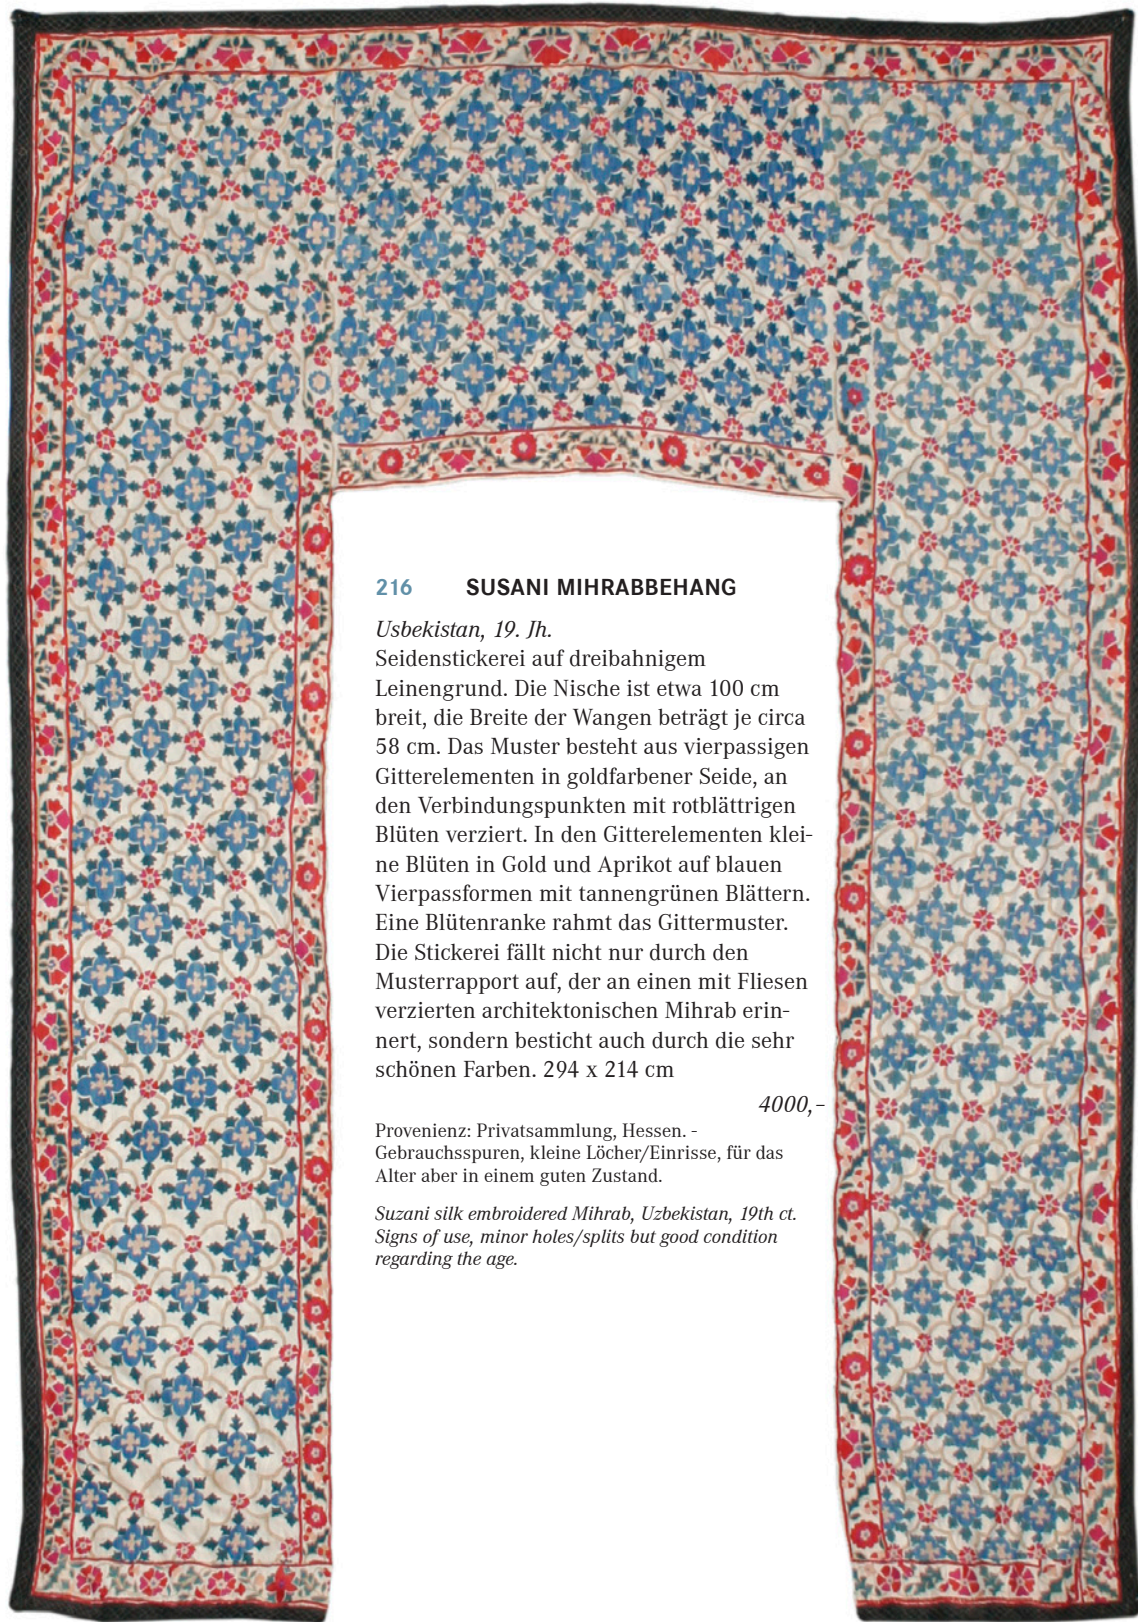 216 SUSANI MIHRABBEHANG
Usbekistan, 19. Jh.
Seidenstickerei auf dreibahnigem
Leinengrund. Die Nische ist etwa 100 cm
breit, die Breite der Wangen beträgt je circa
58 cm. Das Muster besteht aus vierpassigen
Gitterelementen in goldfarbener Seide, an
den Verbindungspunkten mit rotblättrigen
Blüten verziert. In den Gitterelementen klei-
ne Blüten in Gold und Aprikot auf blauen
Vierpassformen mit tannengrünen Blättern.
Eine Blütenranke rahmt das Gittermuster.
Die Stickerei fällt nicht nur durch den
Musterrapport auf, der an einen mit Fliesen
verzierten architektonischen Mihrab erin-
nert, sondern besticht auch durch die sehr
schönen Farben. 294 x 214 cm
4000,–
Provenienz: Privatsammlung, Hessen. -
Gebrauchsspuren, kleine Löcher/Einrisse, für das
Alter aber in einem guten Zustand.
Suzani silk embroidered Mihrab, Uzbekistan, 19th ct.
Signs of use, minor holes/splits but good condition
regarding the age.